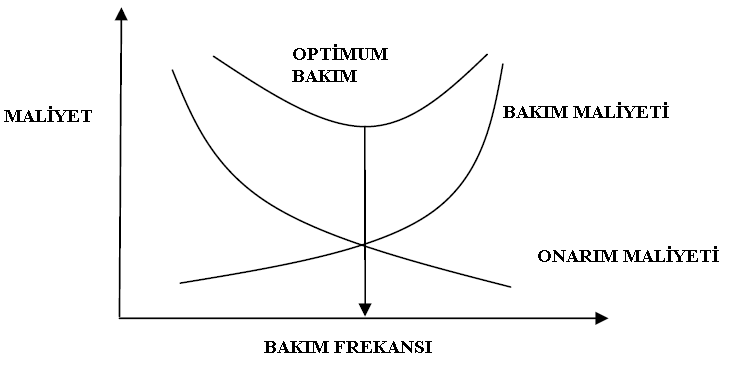 OPTİMUM
BAKIM
MALİYET
BAKIM MALİYETİ
ONARIM MALİYETİ
BAKIM FREKANSI